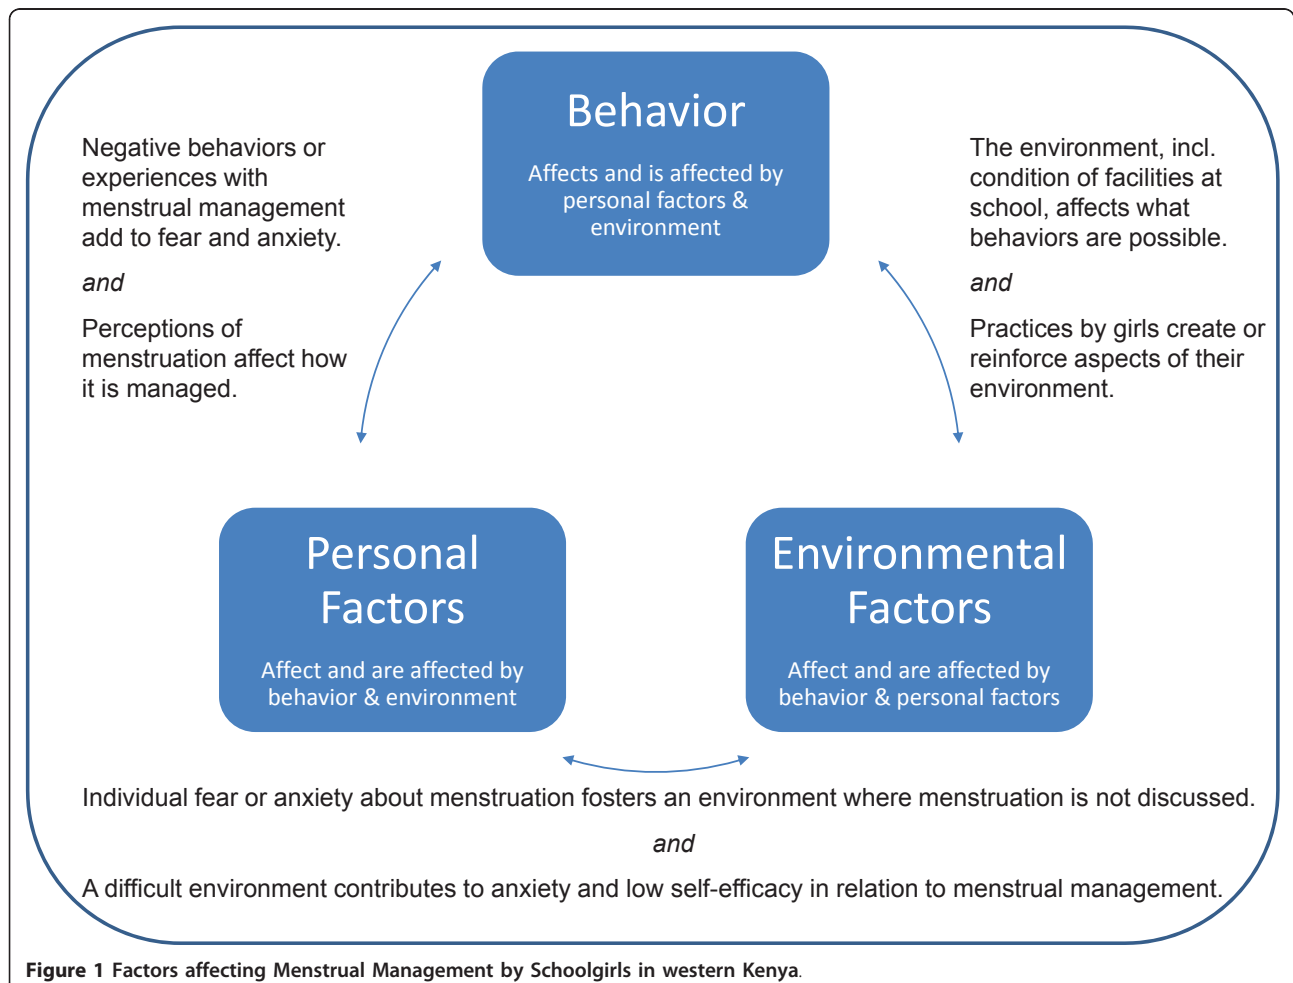 Behavior
Affects and is affected by
personal factors &
environment
Negative behaviors or
experiences with
menstrual management
add to fear and anxiety.
and
Perceptions of
menstruation affect how
it is managed.
The environment, incl.
condition of facilities at
school, affects what
behaviors are possible.
and
Practices by girls create or
reinforce aspects of their
environment.
Personal
Factors
Affect and are affected by
behavior & environment
Environmental
Factors
Affect and are affected by
behavior & personal factors
Individual fear or anxiety about menstruation fosters an environment where menstruation is not discussed.
and
A difficult environment contributes to anxiety and low self-efficacy in relation to menstrual management.
Figure 1 Factors affecting Menstrual Management by Schoolgirls in western Kenya.